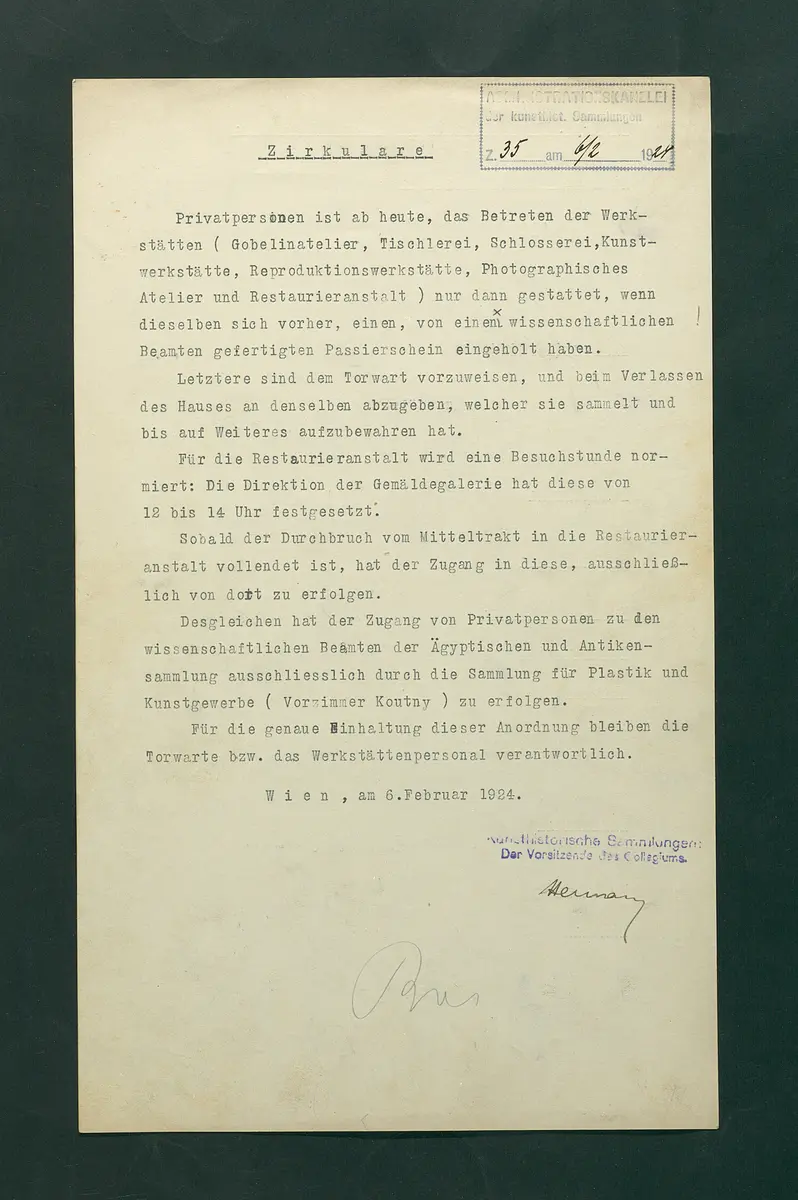 ADMINISTRATIONSKANZLEI
der kunsthist. Sammlungen
Z. 35 am 6/2 1924
Zirkulare
Privatpersonen ist ab heute, das Betreten der Werk-
stätten ( Gobelinatelier, Tischlerei, Schlosserei,Kunst-
werkstätte, Reproduktionswerkstätte, Photographisches
Atelier und Restaurieranstalt ) nur dann gestattet, wenn
dieselben sich vorher, einen, von einem wissenschaftlichen !
Beamten gefertigten Passierschein eingeholt haben.
Letztere sind dem Torwart vorzuweisen, und beim Verlassen
des Hauses an denselben abzugeben, welcher sie sammelt und
bis auf Weiteres aufzubewahren hat.
Für die Restaurieranstalt wird eine Besuchstunde nor-
miert: Die Direktion der Gemäldegalerie hat diese von
12 bis 14 Uhr festgesetzt.
Sobald der Durchbruch vom Mitteltrakt in die Restaurier-
anstalt vollendet ist, hat der Zugang in diese, ausschließ-
lich von dort zu erfolgen.
Desgleichen hat der Zugang von Privatpersonen zu den
wissenschaftlichen Beamten der Ägyptischen und Antiken-
sammlung ausschliesslich durch die Sammlung für Plastik und
Kunstgewerbe ( Vorzimmer Koutny ) zu erfolgen.
Für die genaue Einhaltung dieser Anordnung bleiben die
Torwarte bzw. das Werkstättenpersonal verantwortlich.
Wien, am 6.Februar 1924.
Kunsthistorische Sammlungen:
Der Vorsitzende des Collegiums.
Hermann